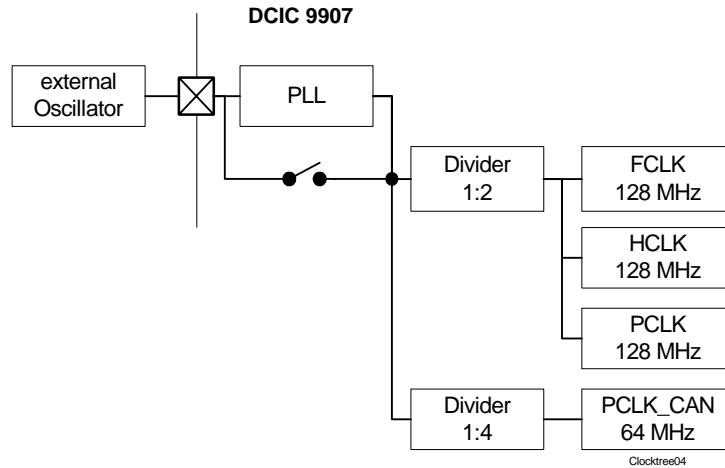 DCIC 9907
external
Oscillator
PLL
Divider
1:2
FCLK
128 MHz
HCLK
128 MHz
PCLK
128 MHz
Divider
1:4
PCLK_CAN
64 MHz
Clocktree04